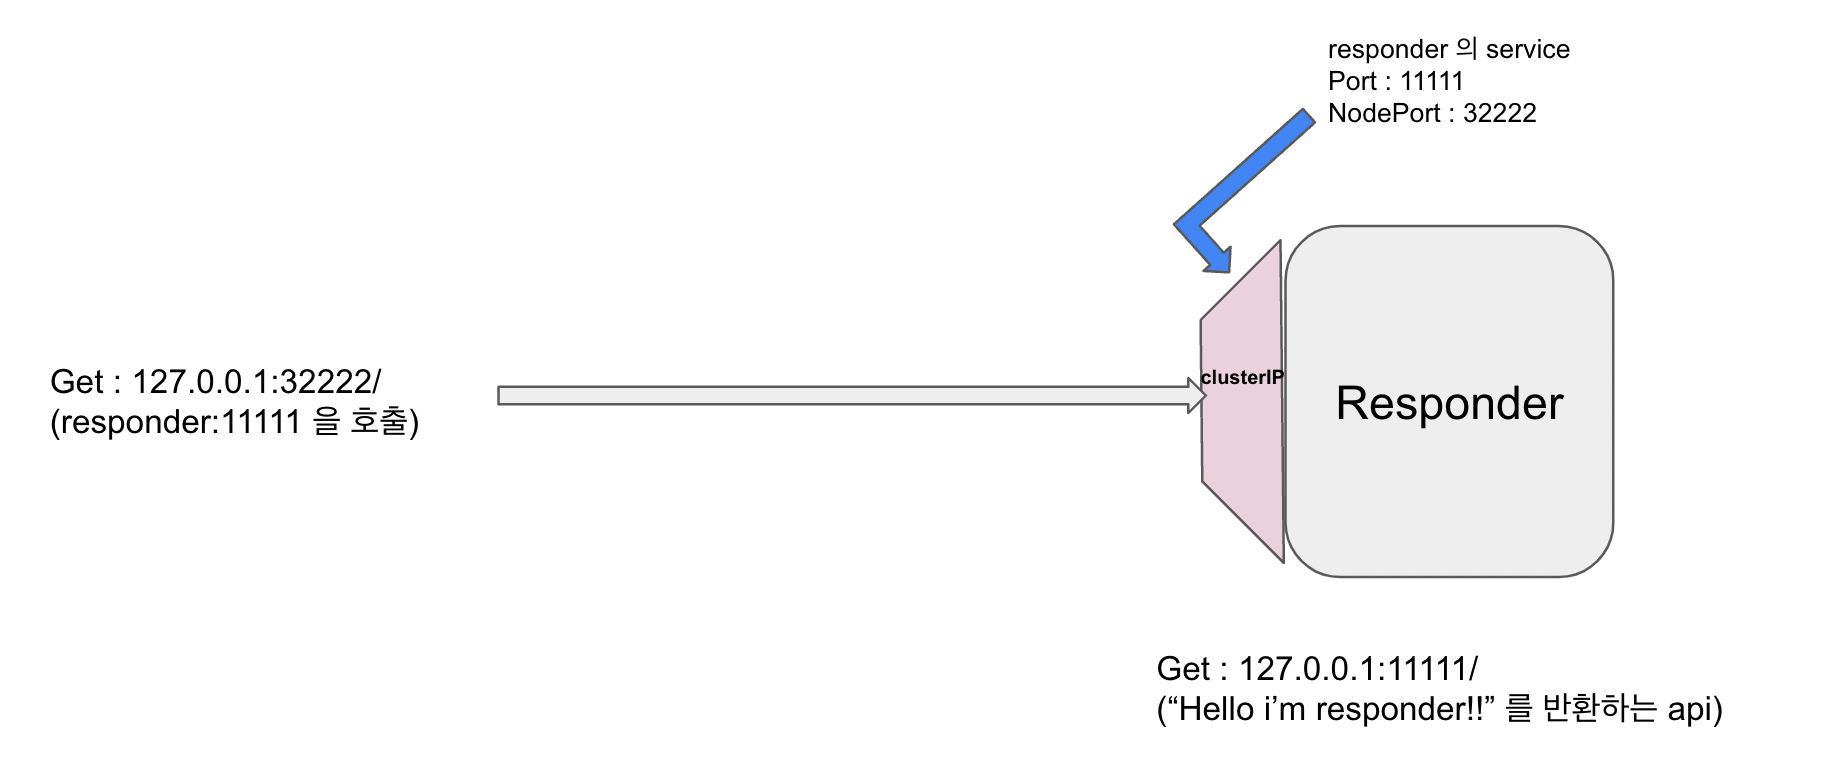 responder 의 service
Port : 11111
NodePort : 32222
Get : 127.0.0.1:32222/
(responder:11111 을 호출)
clusterIP
Responder
Get : 127.0.0.1:11111/
(“Hello i’m responder!!” 를 반환하는 api)